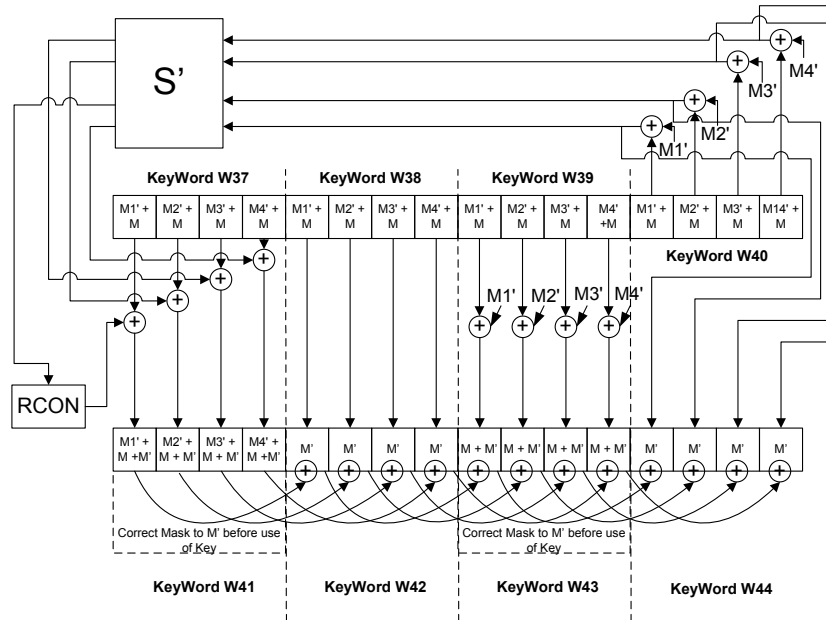 S’
M4'
M3'
M2'
M1'
KeyWord W37
KeyWord W38
KeyWord W39
M1' +
M
M2' +
M
M3' +
M
M4' +
M
M1' +
M
M2' +
M
M3' +
M
M4' +
M
M1' +
M
M2' +
M
M3' +
M
M4'
+M
M1' +
M
M2' +
M
M3' +
M
M14' +
M
KeyWord W40
M1'
M2'
M3'
M4'
RCON
M1' +
M +M'
M2' +
M + M'
M3' +
M + M'
M4' +
M +M'
M'
M'
M'
M'
M + M'
M + M'
M + M'
M + M'
M'
M'
M'
M'
Correct Mask to M’ before use
of Key
Correct Mask to M’ before use
of Key
KeyWord W41
KeyWord W42
KeyWord W43
KeyWord W44